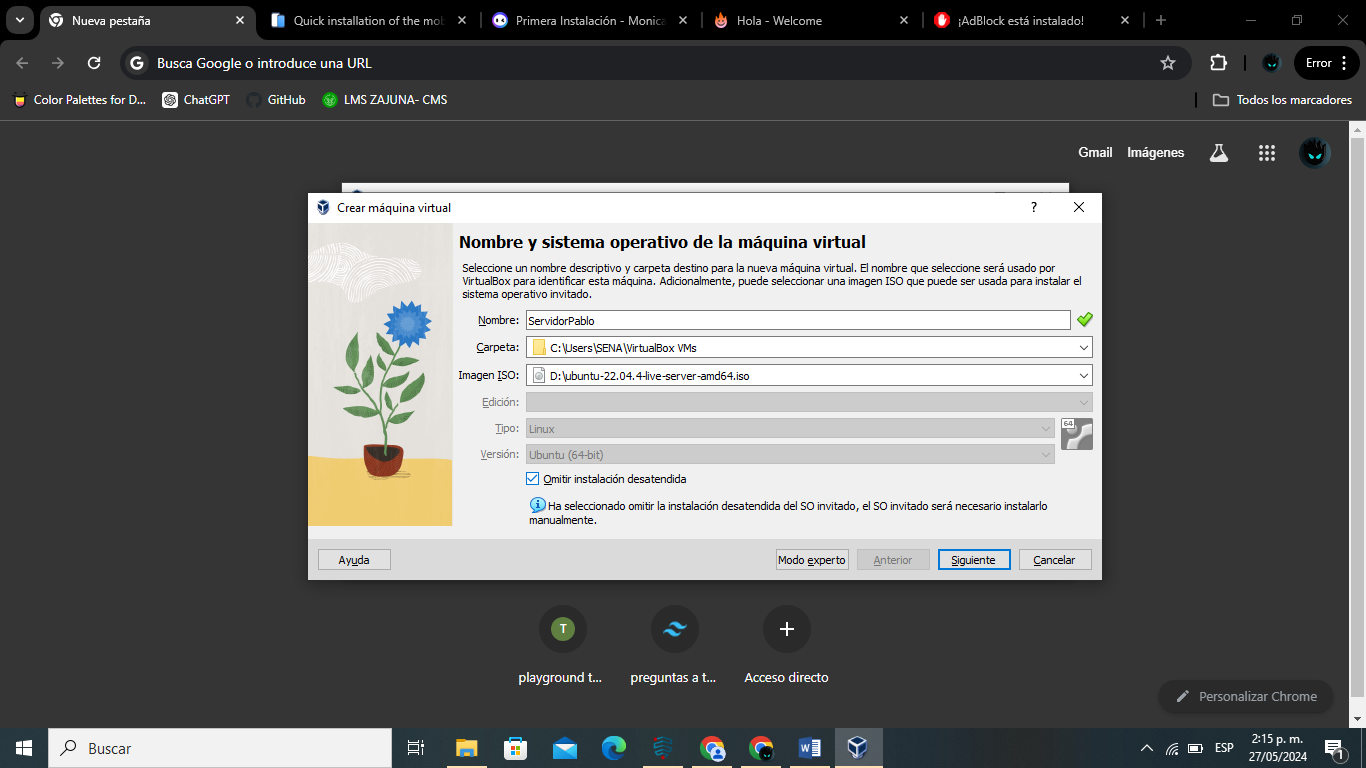 Nueva pestaña
Quick installation of the mob
Primera Instalación - Monica
Hola - Welcome
¡AdBlock está instalado!
Busca Google o introduce una URL
Error
Color Palettes for D...
ChatGPT
GitHub
LMS ZAJUNA- CMS
Todos los marcadores
Gmail
Imágenes
Crear máquina virtual
?
Nombre y sistema operativo de la máquina virtual
Seleccione un nombre descriptivo y carpeta destino para la nueva máquina virtual. El nombre que seleccione será usado por
VirtualBox para identificar esta máquina. Adicionalmente, puede seleccionar una imagen ISO que puede ser usada para instalar el
sistema operativo invitado.
Nombre: ServidorPablo
Carpeta: C:\Users\SENA\VirtualBox VMs
Imagen ISO: D:\ubuntu-22.04.4-live-server-amd64.iso
Edición:
Tipo: Linux
64
Versión: Ubuntu (64-bit)
Omitir instalación desatendida
Ha seleccionado omitir la instalación desatendida del SO invitado, el SO invitado será necesario instalarlo
manualmente.
Ayuda
Modo experto
Anterior
Siguiente
Cancelar
T
playground t...
preguntas a t...
Acceso directo
Personalizar Chrome
Buscar
ESP
2:15 p. m.
27/05/2024
1